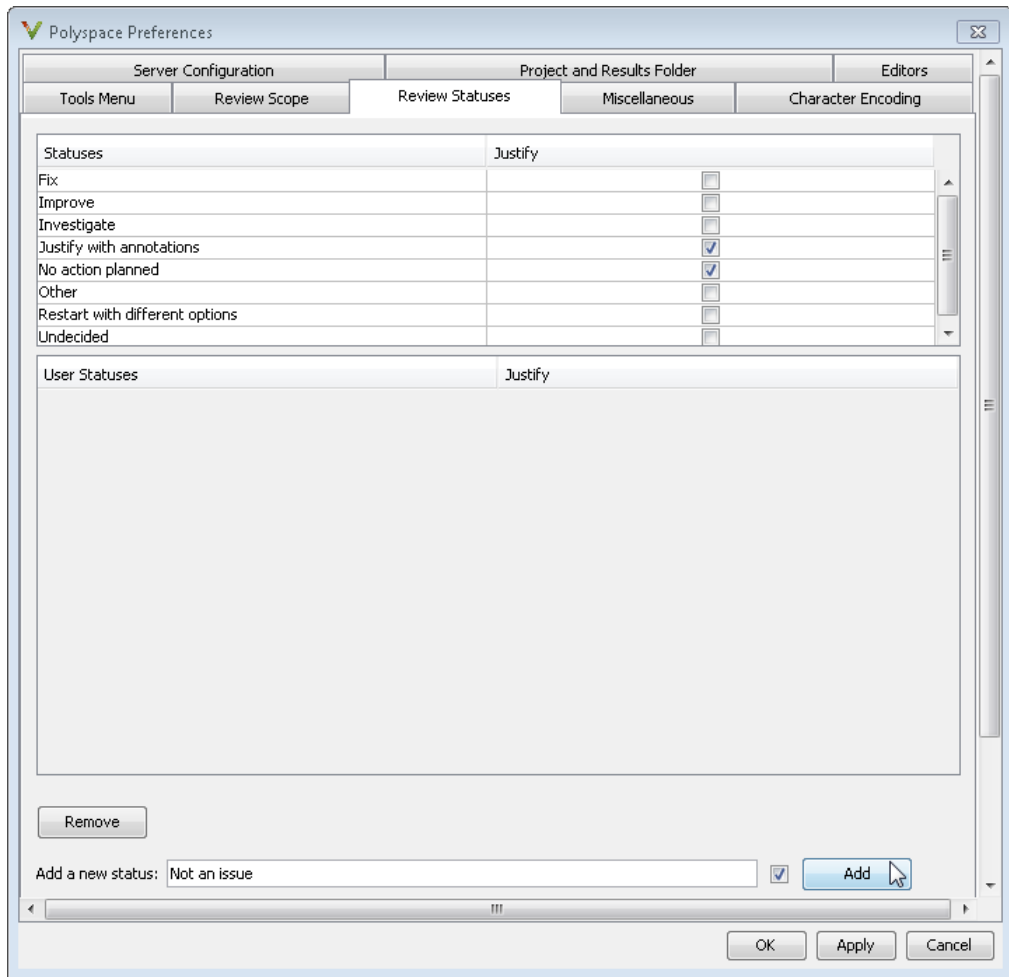 Polyspace Preferences
Server Configuration Project and Results Folder Editors
Tools Menu Review Scope Review Statuses Miscellaneous Character Encoding
Statuses Justify
Fix
Improve
Investigate
Justify with annotations
No action planned
Other
Restart with different options
Undecided
User Statuses Justify
Remove
Add a new status: Not an issue Add
OK Apply Cancel